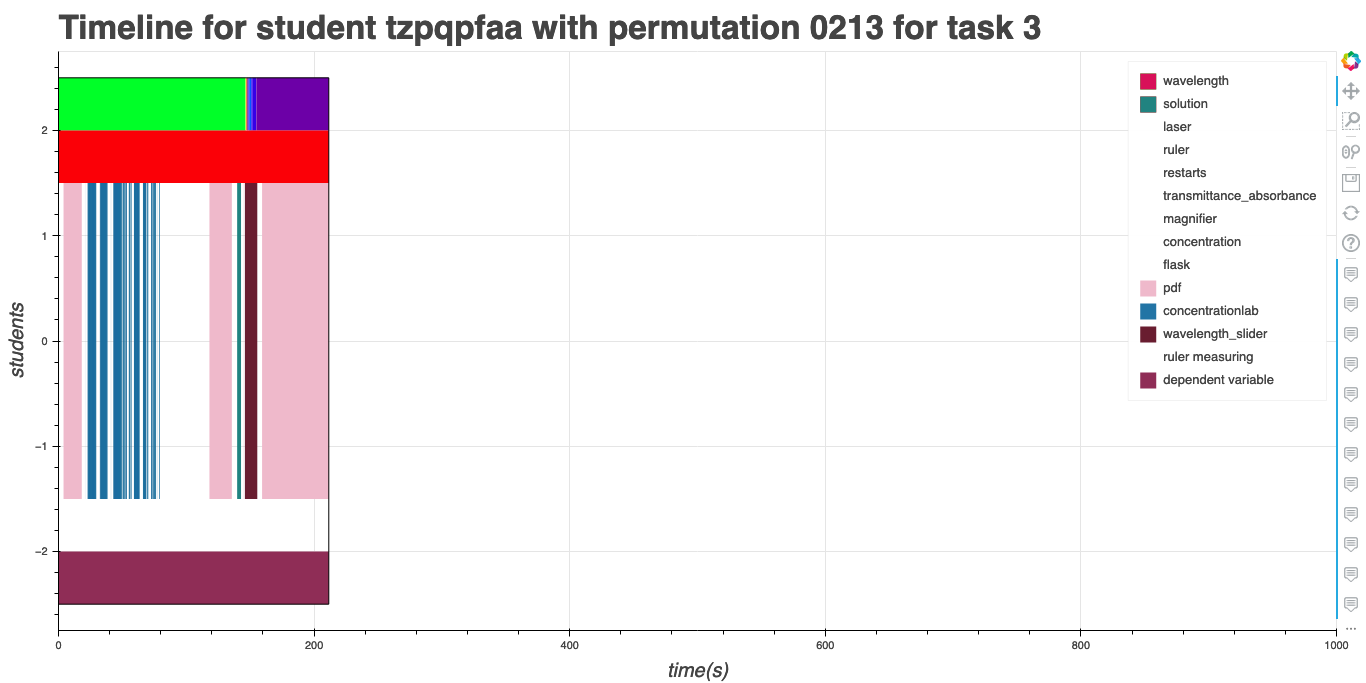 Timeline for student tzpqpfaa with permutation 0213 for task 3
wavelength
solution
laser
ruler
restarts
transmittance_absorbance
magnifier
concentration
flask
pdf
concentrationlab
wavelength_slider
ruler measuring
dependent variable
students
2
1
0
−1
−2
0
200
400
600
800
1000
time(s)